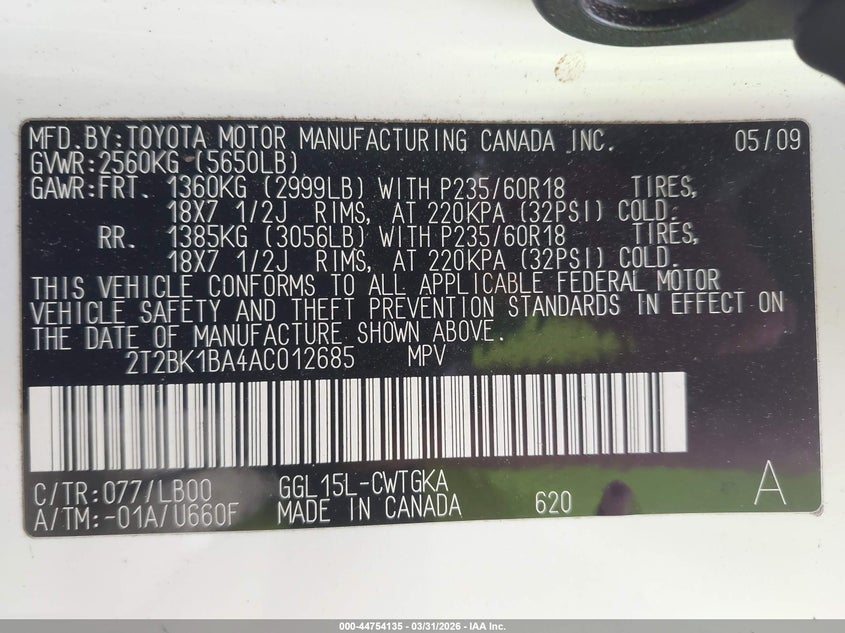 MFD.BY:TOYOTA MOTOR MANUFACTURING CANADA INC. 05/09
GVWR:2560KG (5650LB)
GAWR:FRT. 1360KG (2999LB) WITH P235/60R18 TIRES,
18X7 1/2J RIMS, AT 220KPA (32PSI) COLD.
RR. 1385KG (3056LB) WITH P235/60R18 TIRES,
18X7 1/2J RIMS, AT 220KPA (32PSI) COLD.
THIS VEHICLE CONFORMS TO ALL APPLICABLE FEDERAL MOTOR
VEHICLE SAFETY AND THEFT PREVENTION STANDARDS IN EFFECT ON
THE DATE OF MANUFACTURE SHOWN ABOVE.
2T2BK1BA4AC012685 MPV
C/TR:077/LB00 GGL15L-CWTGKA A
A/TM:-01A/U660F MADE IN CANADA 620
000-44754135 - 03/31/2026 - IAA Inc.